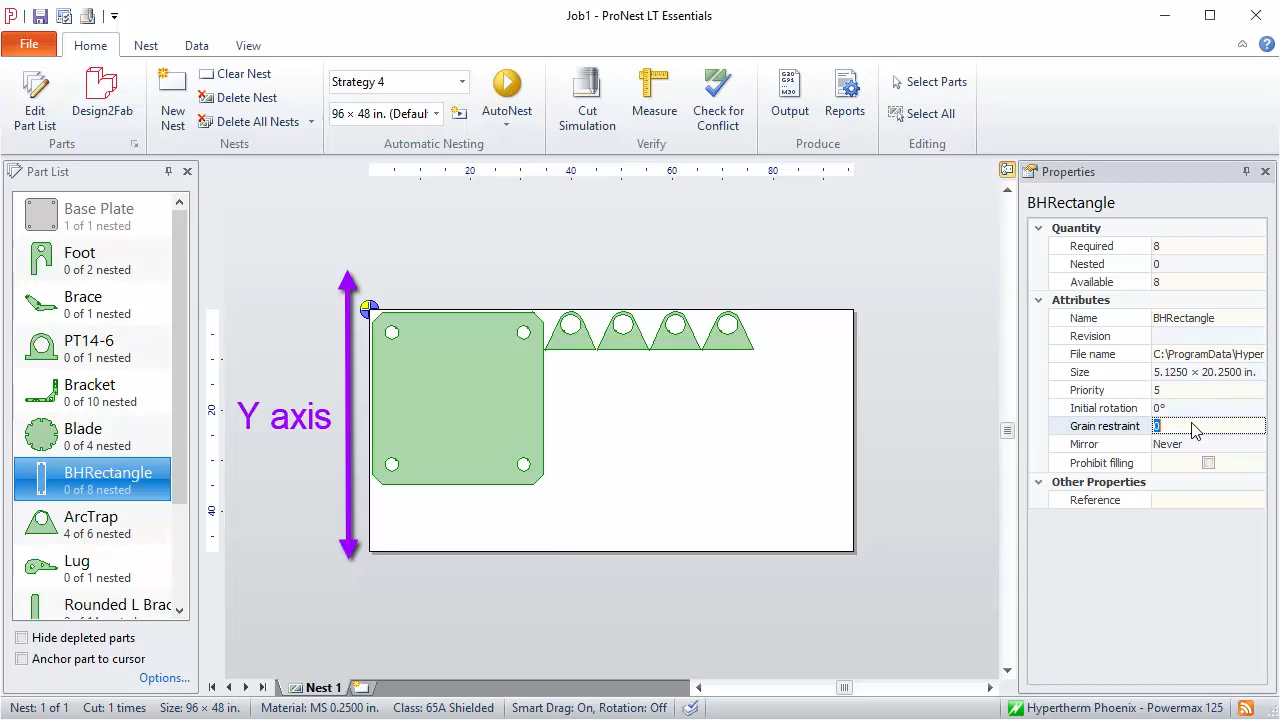 Job1 - ProNest LT Essentials
File Home Nest Data View
Edit Part List
Design2Fab
Parts
New Nest
Clear Nest
Delete Nest
Delete All Nests
Nests
Strategy 4
96 × 48 in. (Defaul
AutoNest
Automatic Nesting
Cut Simulation
Measure
Check for Conflict
Verify
Output
Reports
Produce
Select Parts
Select All
Editing
Part List
Base Plate
1 of 1 nested
Foot
0 of 2 nested
Brace
0 of 1 nested
PT14-6
0 of 1 nested
Bracket
0 of 10 nested
Blade
0 of 4 nested
BHRectangle
0 of 8 nested
ArcTrap
4 of 6 nested
Lug
0 of 1 nested
Rounded L Brac
Hide depleted parts
Anchor part to cursor
Options...
20 40 60 80
20
40
Y axis
Nest 1
Properties
BHRectangle
Quantity
Required 8
Nested 0
Available 8
Attributes
Name BHRectangle
Revision
File name C:\ProgramData\Hyper
Size 5.1250 × 20.2500 in.
Priority 5
Initial rotation 0°
Grain restraint 0
Mirror Never
Prohibit filling
Other Properties
Reference
Nest: 1 of 1 Cut: 1 times Size: 96 × 48 in. Material: MS 0.2500 in. Class: 65A Shielded Smart Drag: On, Rotation: Off Hypertherm Phoenix - Powermax 125